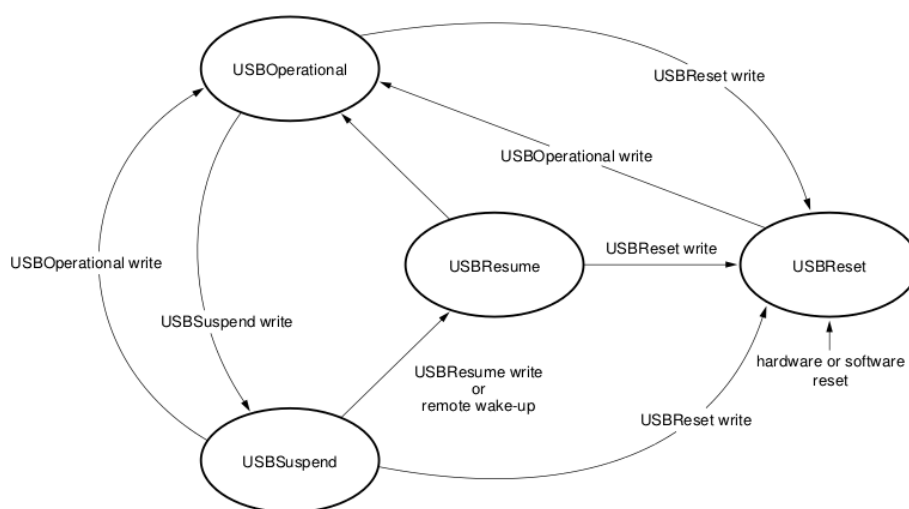 USBOperational
USBReset write
USBOperational write
USBResume
USBReset write
USBReset
USBOperational write
USBSuspend write
hardware or software
reset
USBResume write
or
remote wake-up
USBReset write
USBSuspend